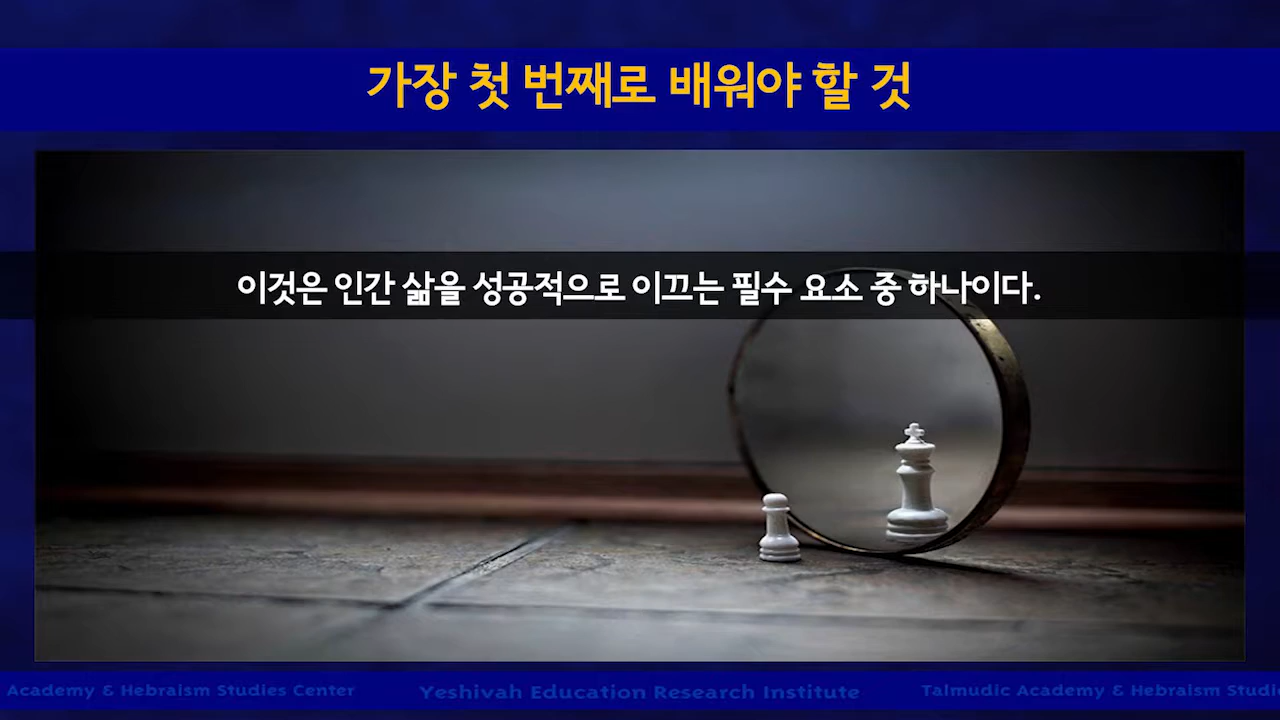 가장 첫 번째로 배워야 할 것
이것은 인간 삶을 성공적으로 이끄는 필수 요소 중 하나이다.
Academy & Hebraism Studies Center Yeshivah Education Research Institute Talmudic Academy & Hebraism